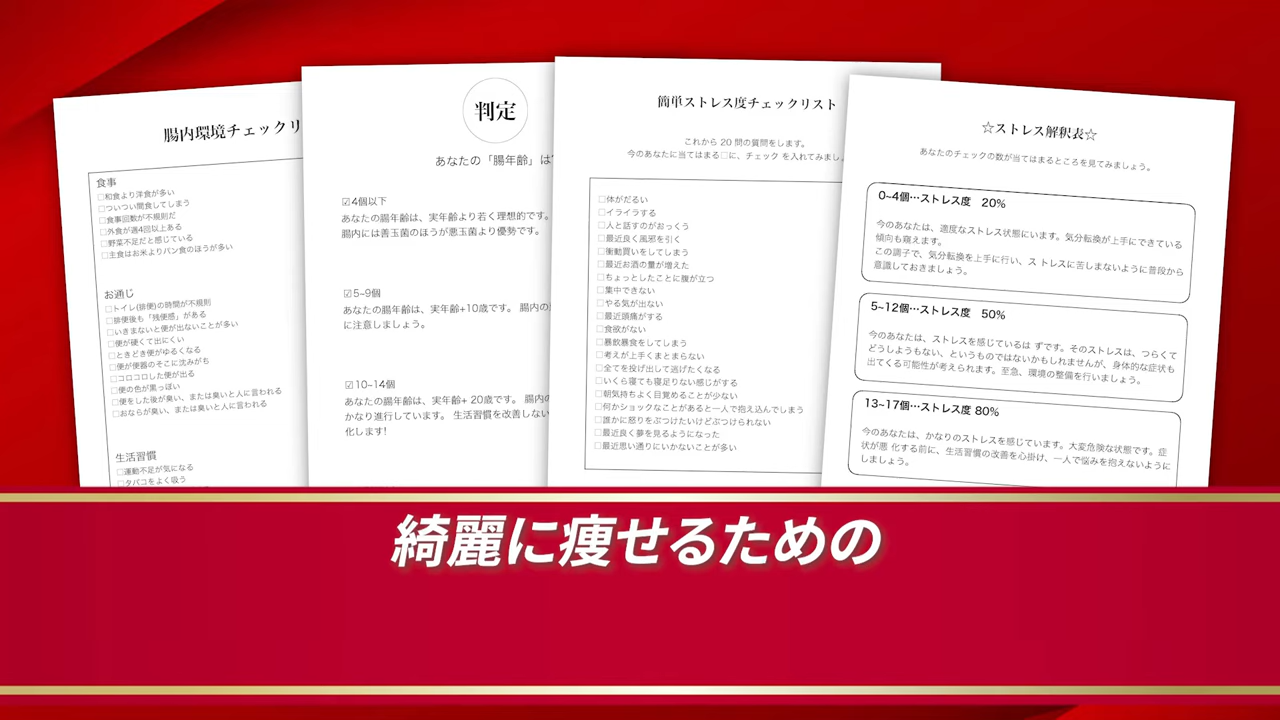 腸内環境チェックリ
食事
□和食より洋食が多い
□ついつい間食してしまう
□食事回数が不規則だ
□外食が週4回以上ある
□野菜不足だと感じている
□主食はお米よりパン食のほうが多い
お通じ
□トイレ(排便)の時間が不規則
□排便後も「残便感」がある
□いきまないと便が出ないことが多い
□便が硬くて出にくい
□ときどき便がゆるくなる
□便が便器のそこに沈みがち
□コロコロした便が出る
□便の色が黒っぽい
□便をした後が臭い、または臭いと人に言われる
□おならが臭い、または臭いと人に言われる
生活習慣
□運動不足が気になる
□タバコをよく吸う
判定
あなたの「腸年齢」は
☑4個以下
あなたの腸年齢は、実年齢より若く理想的です。
腸内には善玉菌のほうが悪玉菌より優勢です。
☑5~9個
あなたの腸年齢は、実年齢+10歳です。 腸内の
に注意しましょう。
☑10~14個
あなたの腸年齢は、実年齢+ 20歳です。 腸内の
かなり進行しています。 生活習慣を改善しない
化します!
簡単ストレス度チェックリスト
これから 20 問の質問をします。
今のあなたに当てはまる□に、チェック を入れてみまし
□体がだるい
□イライラする
□人と話すのがおっくう
□最近良く風邪を引く
□衝動買いをしてしまう
□最近お酒の量が増えた
□ちょっとしたことに腹が立つ
□集中できない
□やる気が出ない
□最近頭痛がする
□食欲がない
□暴飲暴食をしてしまう
□考えが上手くまとまらない
□全てを投げ出して逃げたくなる
□いくら寝ても寝足りない感じがする
□朝気持ちよく目覚めることが少ない
□何かショックなことがあると一人で抱え込んでしまう
□誰かに怒りをぶつけたいけどぶつけられない
□最近良く夢を見るようになった
□最近思い通りにいかないことが多い
☆ストレス解釈表☆
あなたのチェックの数が当てはまるところを見てみましょう。
0~4個…ストレス度 20%
今のあなたは、適度なストレス状態にいます。気分転換が上手にできている
傾向も窺えます。
この調子で、気分転換を上手に行い、ス トレスに苦しまないように普段から
意識しておきましょう。
5~12個…ストレス度 50%
今のあなたは、ストレスを感じているは ずです。そのストレスは、つらくて
どうしようもない、というものではないかもしれませんが、身体的な症状も
出てくる可能性が考えられます。至急、環境の整備を行いましょう。
13~17個…ストレス度 80%
今のあなたは、かなりのストレスを感じています。大変危険な状態です。症
状が悪 化する前に、生活習慣の改善を心掛け、一人で悩みを抱えないように
しましょう。
綺麗に痩せるための